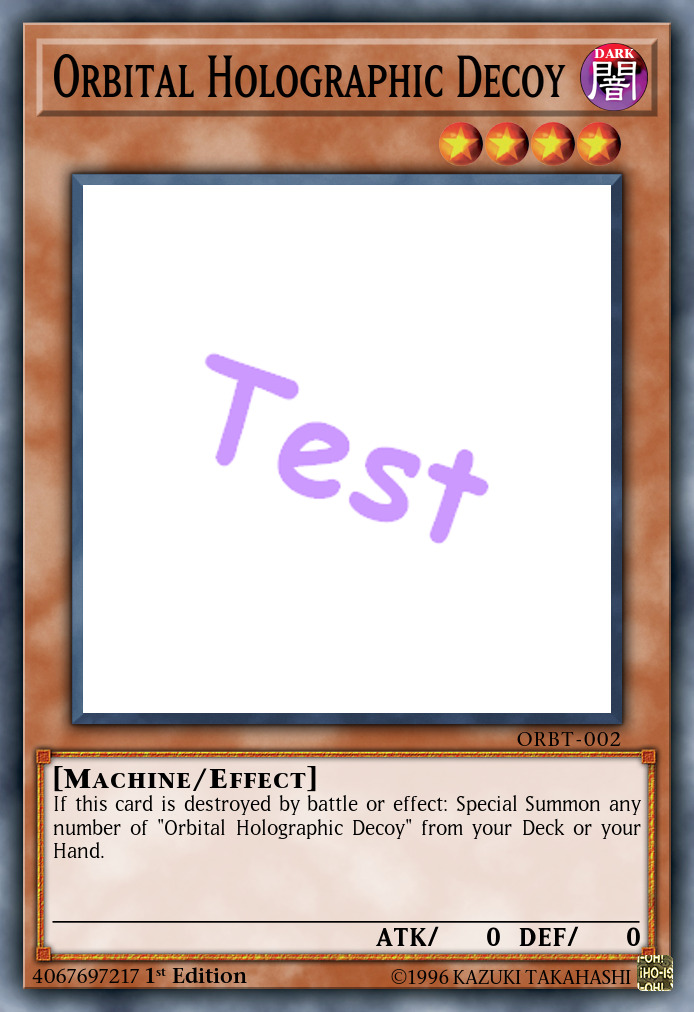 Orbital Holographic Decoy
DARK
闇
Test
ORBT-002
[Machine/Effect]
If this card is destroyed by battle or effect: Special Summon any
number of "Orbital Holographic Decoy" from your Deck or your
Hand.
ATK/ 0 DEF/ 0
4067697217 1st Edition
©1996 KAZUKI TAKAHASHI